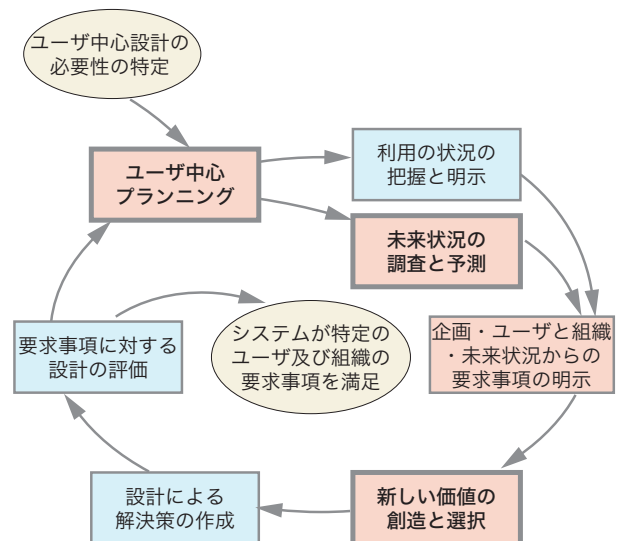 ユーザ中心設計の
必要性の特定
ユーザ中心
プランニング
利用の状況の
把握と明示
未来状況の
調査と予測
企画・ユーザと組織
・未来状況からの
要求事項の明示
システムが特定の
ユーザ及び組織の
要求事項を満足
要求事項に対する
設計の評価
設計による
解決策の作成
新しい価値の
創造と選択